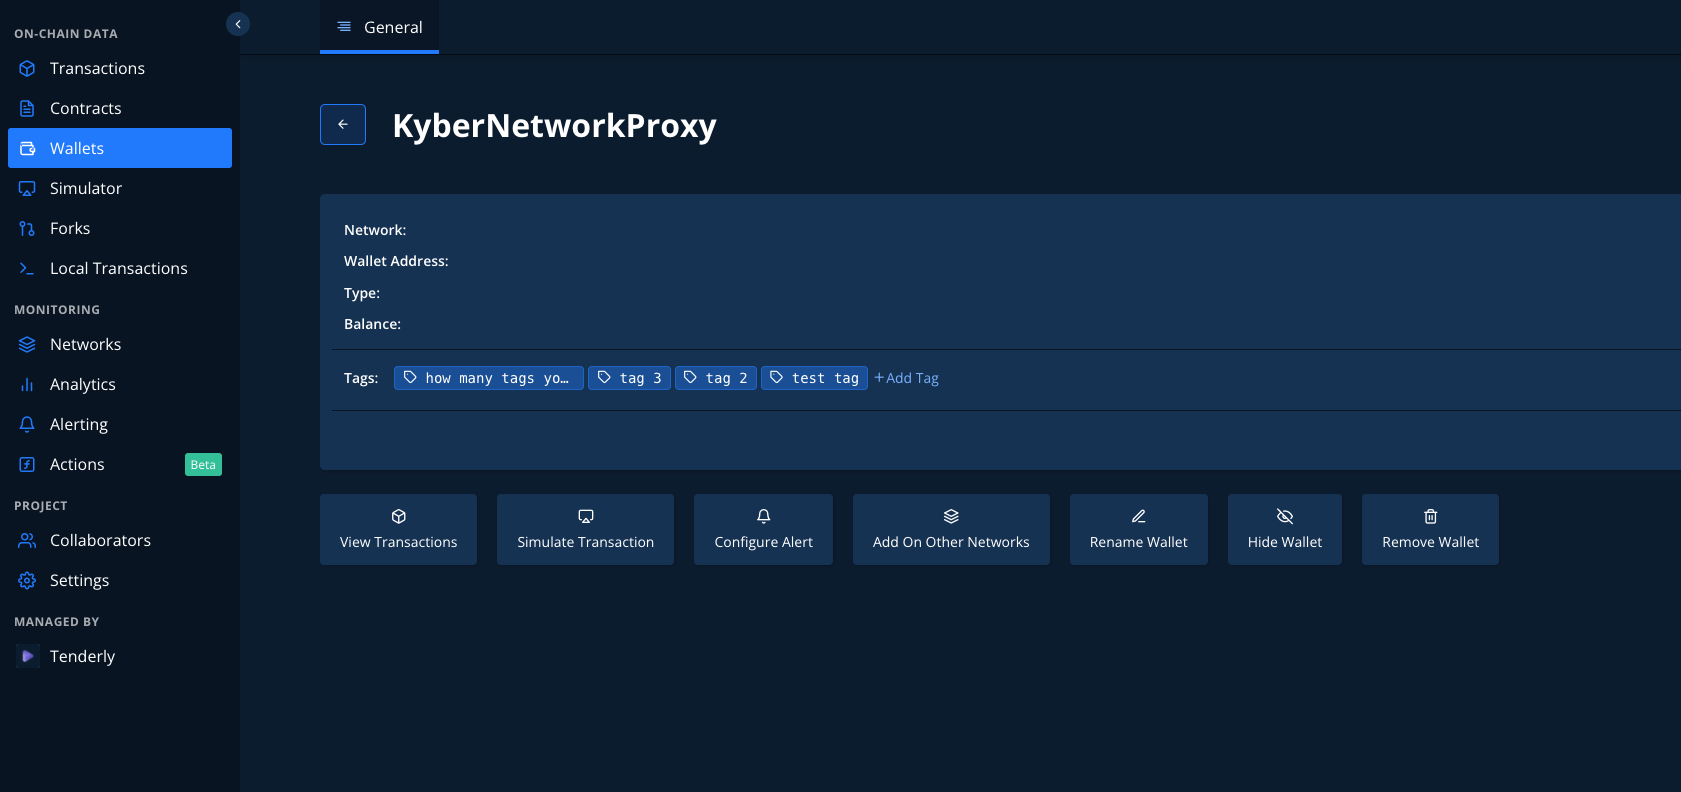 ON-CHAIN DATA
Transactions
Contracts
Wallets
Simulator
Forks
Local Transactions
MONITORING
Networks
Analytics
Alerting
Actions Beta
PROJECT
Collaborators
Settings
MANAGED BY
Tenderly
General
KyberNetworkProxy
Network:
Wallet Address:
Type:
Balance:
Tags: how many tags yo… tag 3 tag 2 test tag +Add Tag
View Transactions Simulate Transaction Configure Alert Add On Other Networks Rename Wallet Hide Wallet Remove Wallet